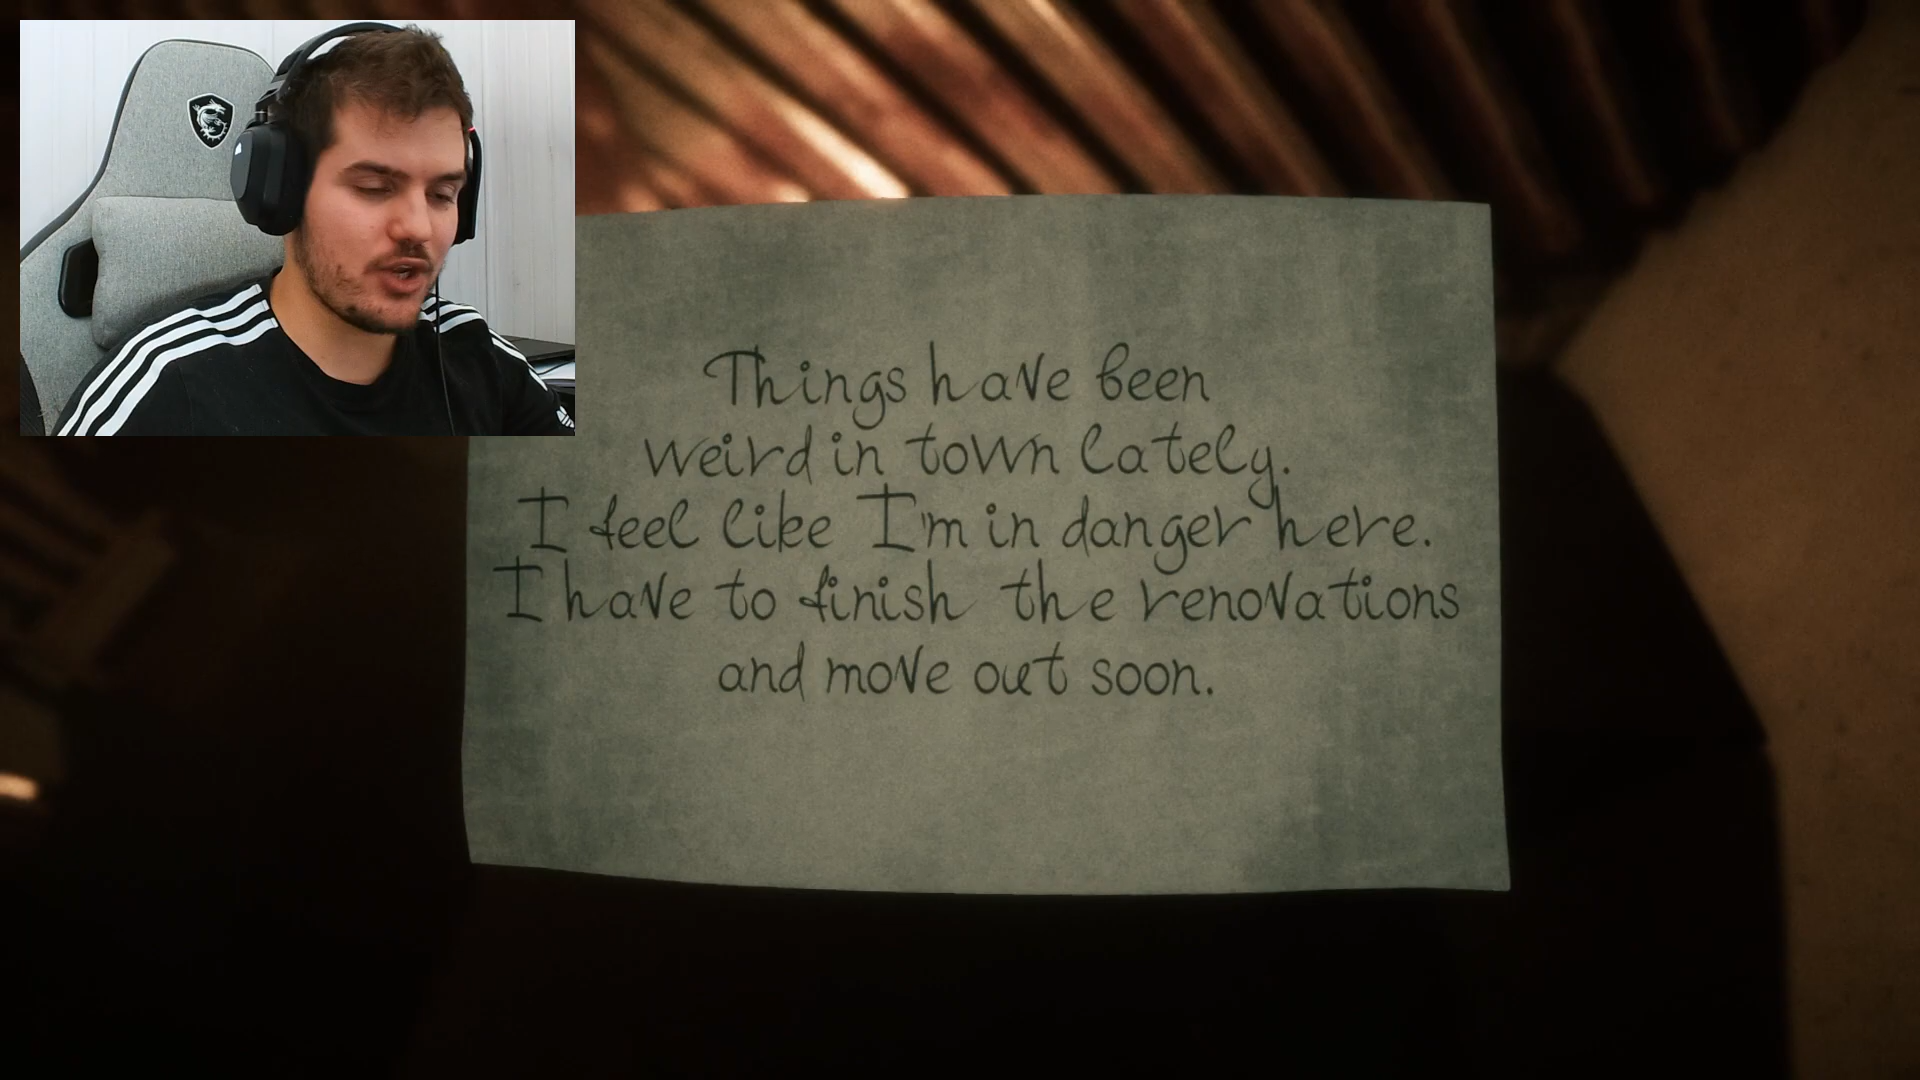 Things have been
weird in town lately.
I feel like I'm in danger here.
I have to finish the renovations
and move out soon.